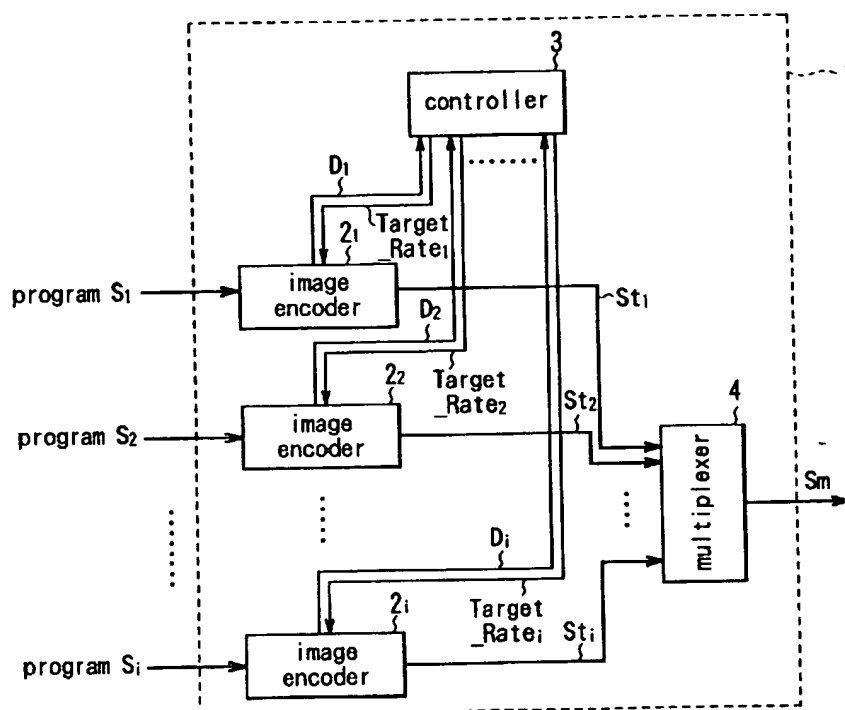 3
controller
D₁
Target
_Rate₁
2₁
program S₁
image
encoder
St₁
D₂
Target
_Rate₂
2₂
St₂
4
program S₂
image
encoder
multiplexer
Sm
Dᵢ
Target
_Rateᵢ
2ᵢ
Stᵢ
program Sᵢ
image
encoder